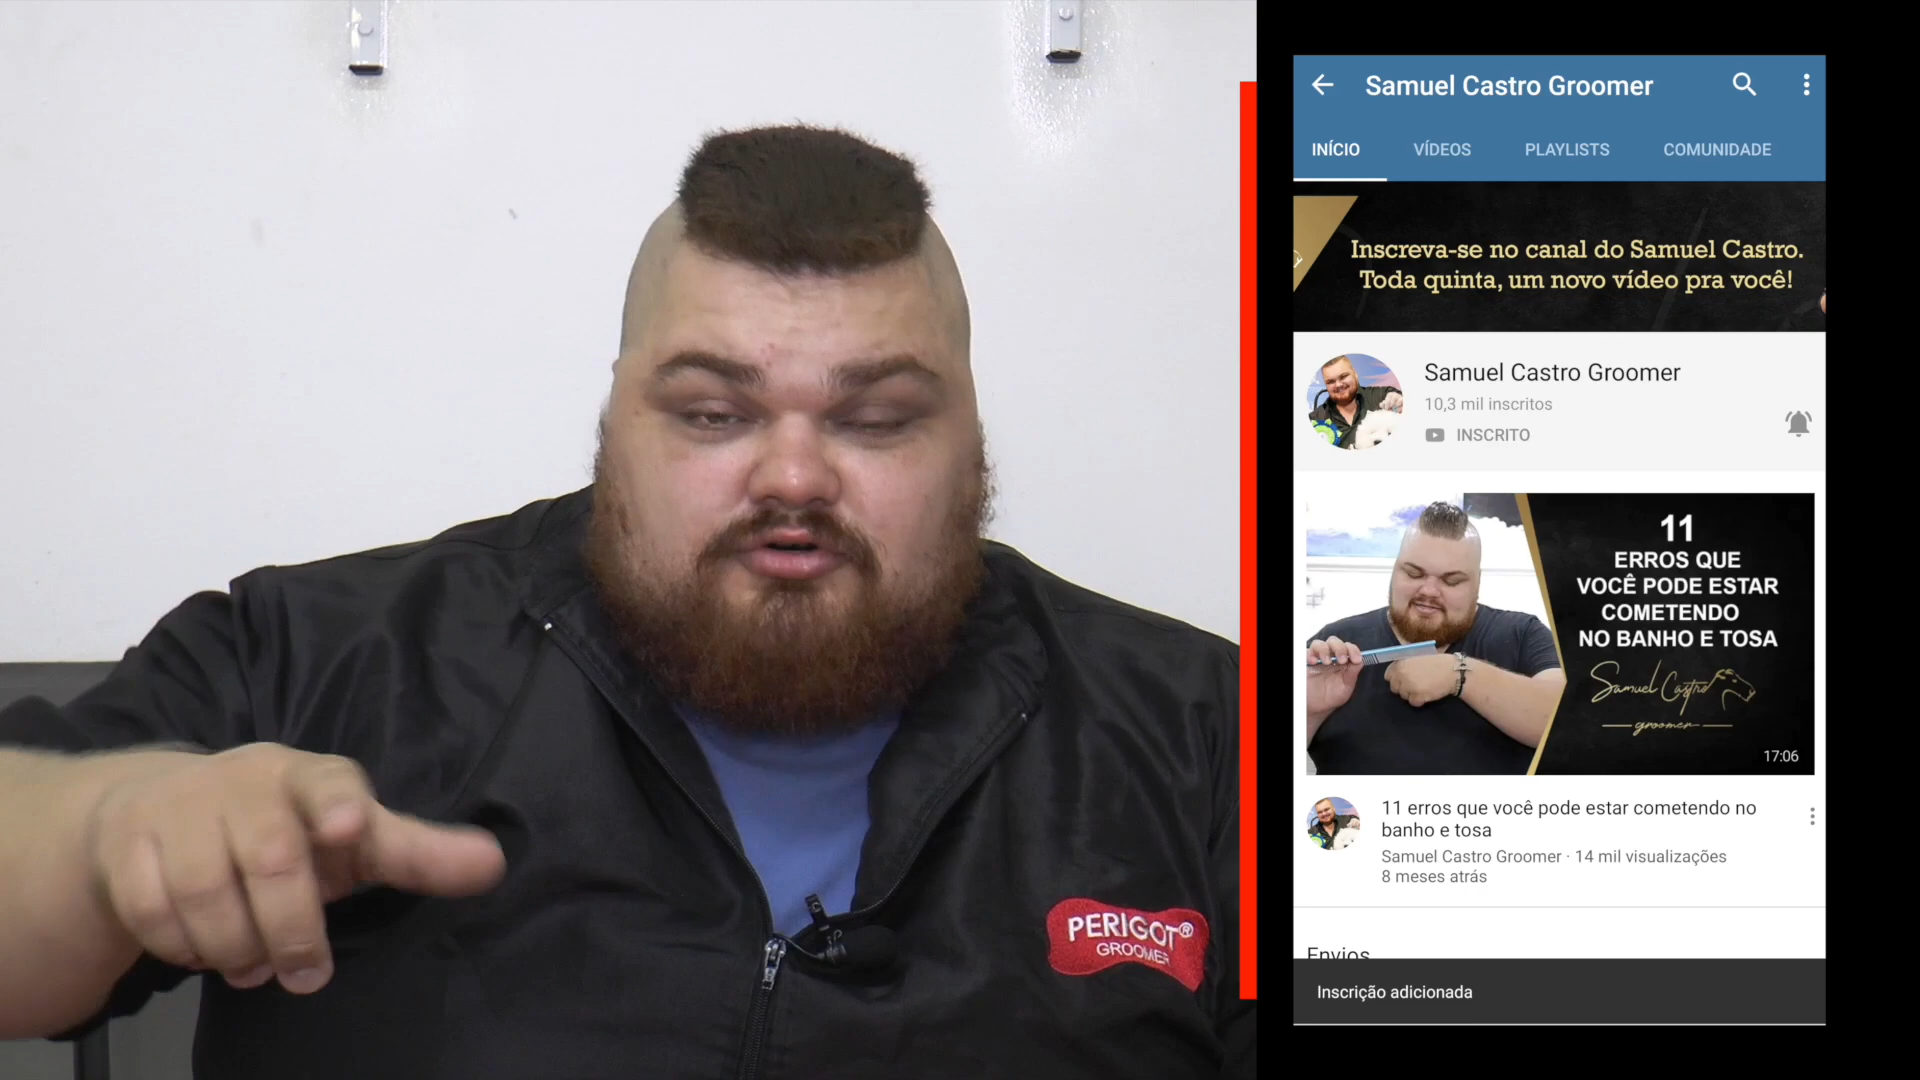 PERIGOT®
GROOMER
Samuel Castro Groomer
INÍCIO
VÍDEOS
PLAYLISTS
COMUNIDADE
Inscreva-se no canal do Samuel Castro.
Toda quinta, um novo vídeo pra você!
Samuel Castro Groomer
10,3 mil inscritos
INSCRITO
11
ERROS QUE
VOCÊ PODE ESTAR
COMETENDO
NO BANHO E TOSA
Samuel Castro
groomer
17:06
11 erros que você pode estar cometendo no
banho e tosa
Samuel Castro Groomer · 14 mil visualizações
8 meses atrás
Envios
Inscrição adicionada